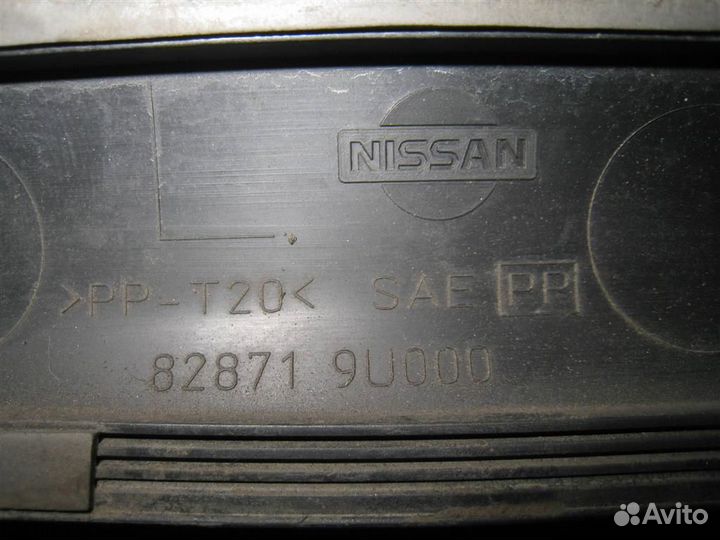 NISSAN
>PP-T20< SAE PP
82871 9U000
Avito